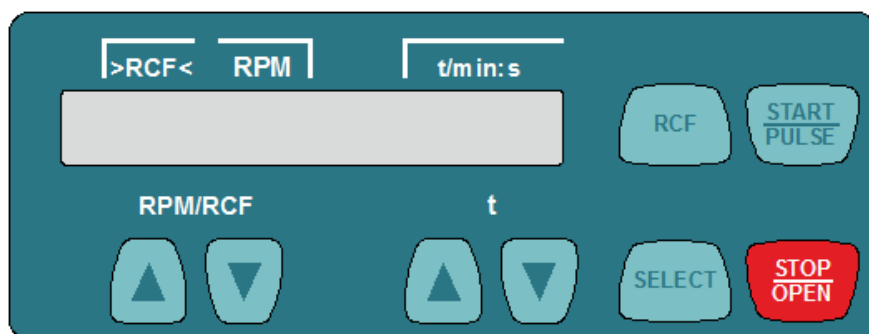 >RCF< RPM t/min:s
RCF
START
PULSE
RPM/RCF t
SELECT
STOP
OPEN